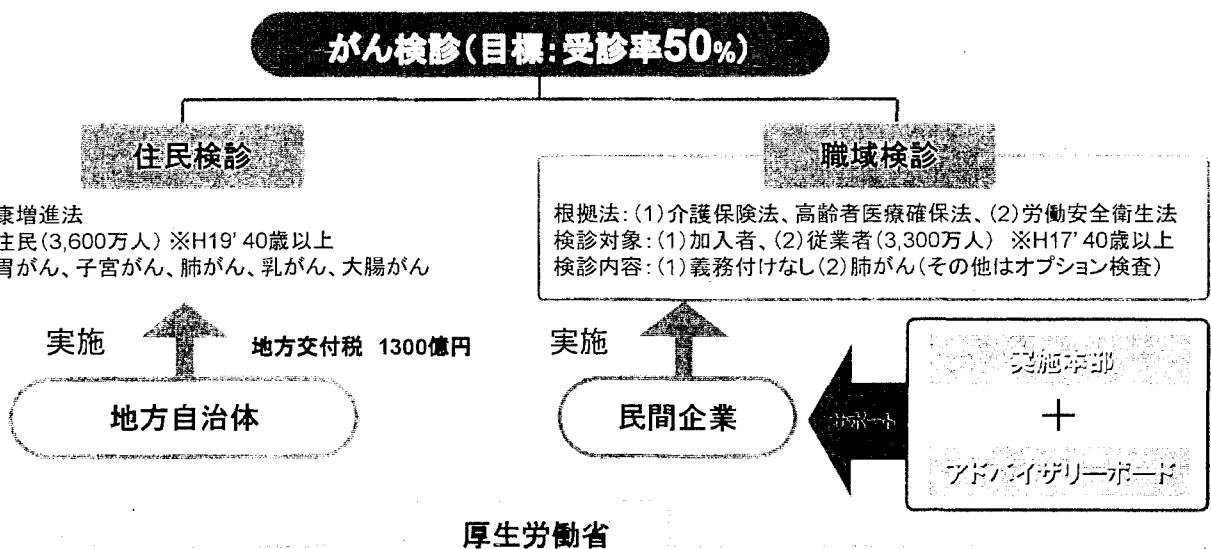 がん検診(目標:受診率50%)
住民検診
職域検診
康増進法
住民(3,600万人) ※H19' 40歳以上
胃がん、子宮がん、肺がん、乳がん、大腸がん
根拠法:(1)介護保険法、高齢者医療確保法、(2)労働安全衛生法
検診対象:(1)加入者、(2)従業者(3,300万人) ※H17' 40歳以上
検診内容:(1)義務付けなし(2)肺がん(その他はオプション検査)
実施
地方交付税 1300億円
実施
地方自治体
民間企業
サポート
実施本部
+
アドバイザリーボード
厚生労働省